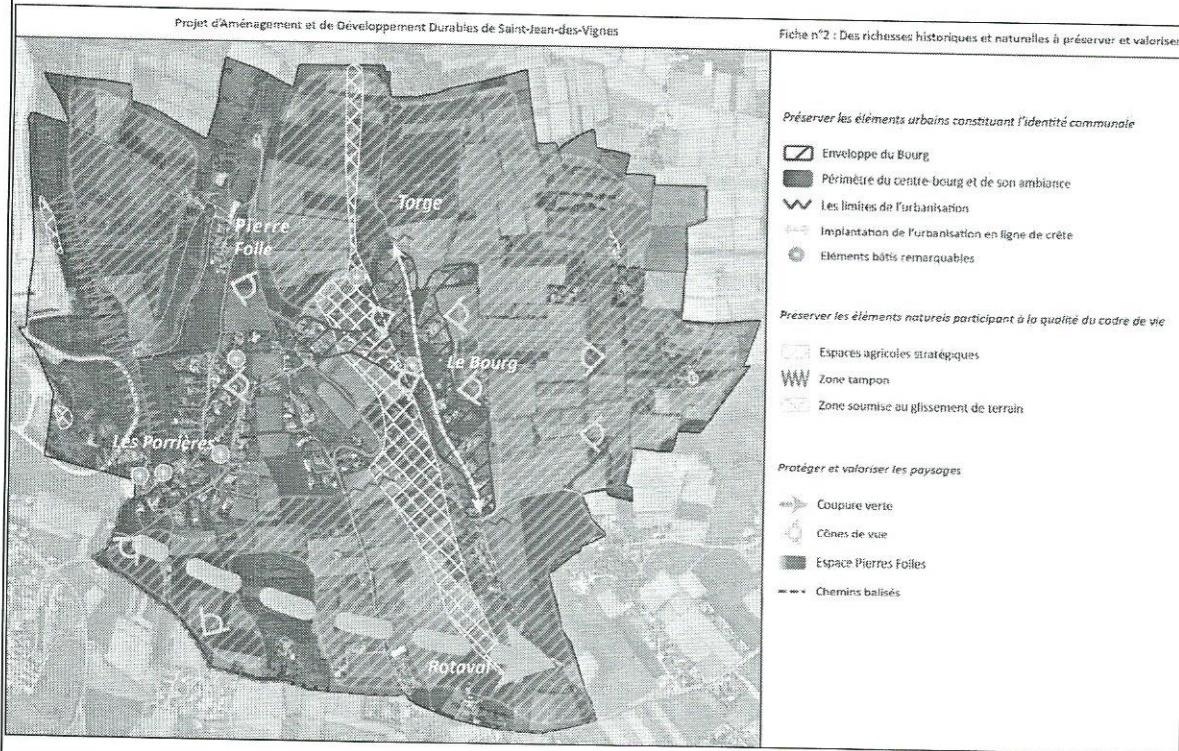 Projet d'Aménagement et de Développement Durables de Saint-Jean-des-Vignes
Fiche n°2 : Des richesses historiques et naturelles à préserver et valoriser
Préserver les éléments urbains constituant l'identité communale
Enveloppe du Bourg
Périmètre du centre-bourg et de son ambiance
Les limites de l'urbanisation
Implantation de l'urbanisation en ligne de crête
Eléments bâtis remarquables
Préserver les éléments naturels participant à la qualité du cadre de vie
Espaces agricoles stratégiques
Zone tampon
Zone soumise au glissement de terrain
Protéger et valoriser les paysages
Coupure verte
Cônes de vue
Espace Pierres Folles
Chemins balisés
Torge
Pierre
Folle
Le Bourg
Les Porrières
Rotaval